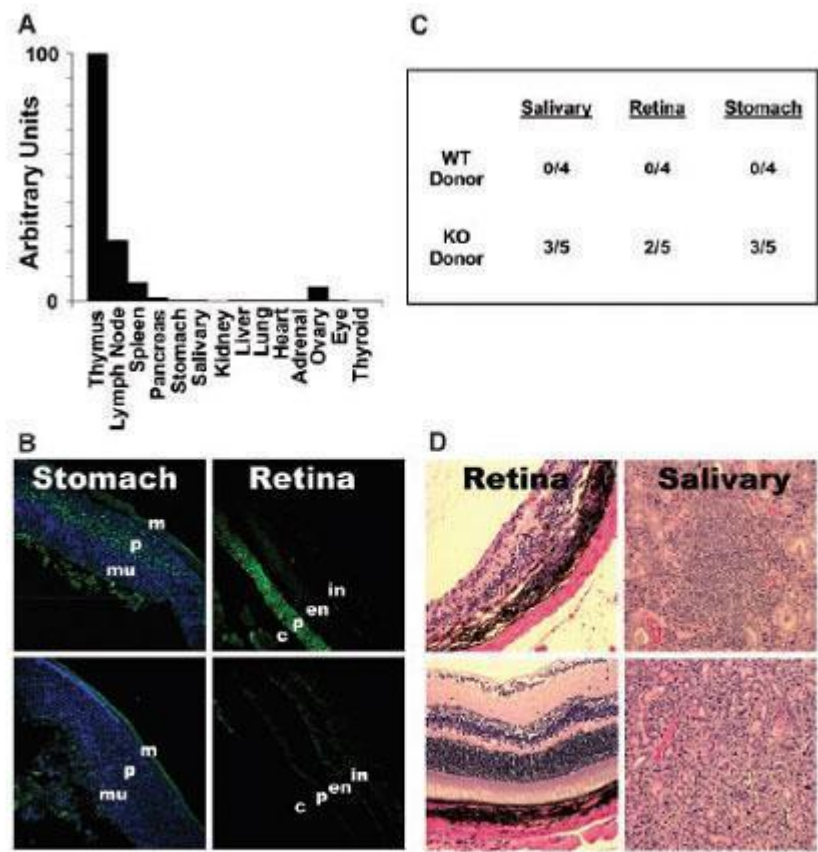 A
100
Arbitrary Units
0
Thymus
Lymph Node
Spleen
Pancreas
Stomach
Salivary
Kidney
Liver
Lung
Heart
Adrenal
Ovary
Eye
Thyroid
C
Salivary Retina Stomach
WT Donor 0/4 0/4 0/4
KO Donor 3/5 2/5 3/5
B
Stomach
m
p
mu
Retina
in
en
p
c
m
p
mu
in
en
p
c
D
Retina
Salivary